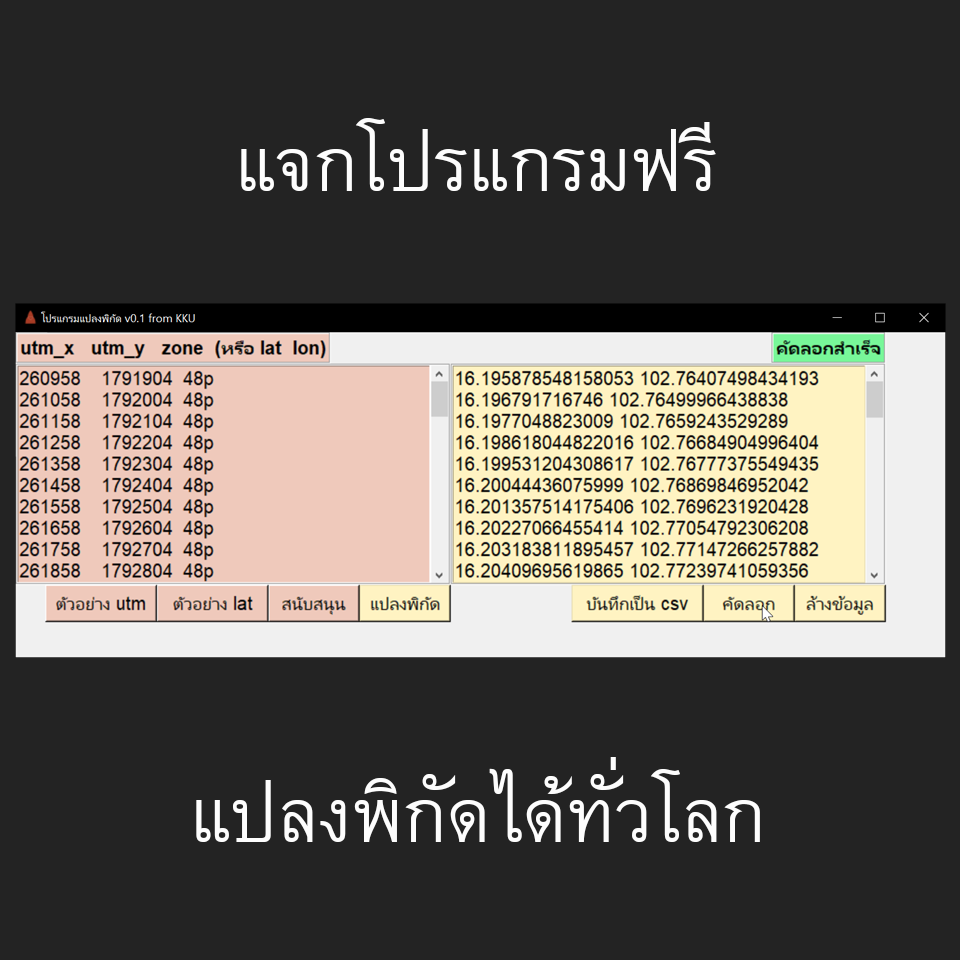 แจกโปรแกรมฟรี
โปรแกรมแปลงพิกัด v0.1 from KKU
utm_x utm_y zone (หรือ lat lon)
คัดลอกสำเร็จ
260958 1791904 48p
261058 1792004 48p
261158 1792104 48p
261258 1792204 48p
261358 1792304 48p
261458 1792404 48p
261558 1792504 48p
261658 1792604 48p
261758 1792704 48p
261858 1792804 48p
16.195878548158053 102.76407498434193
16.196791716746 102.76499966438838
16.1977048823009 102.7659243529289
16.198618044822016 102.76684904996404
16.199531204308617 102.76777375549435
16.20044436075999 102.76869846952042
16.201357514175406 102.7696231920428
16.20227066455414 102.77054792306208
16.203183811895457 102.77147266257882
16.20409695619865 102.77239741059356
ตัวอย่าง utm ตัวอย่าง lat สนับสนุน แปลงพิกัด
บันทึกเป็น csv คัดลอก ล้างข้อมูล
แปลงพิกัดได้ทั่วโลก